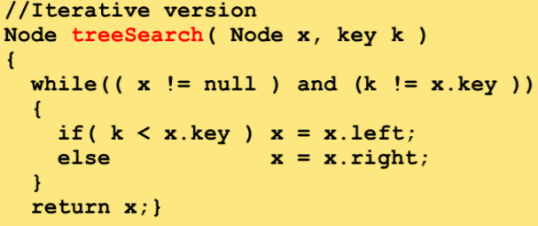 //Iterative version
Node treeSearch( Node x, key k )
{
while(( x != null ) and (k != x.key ))
{
if( k < x.key ) x = x.left;
else x = x.right;
}
return x;}